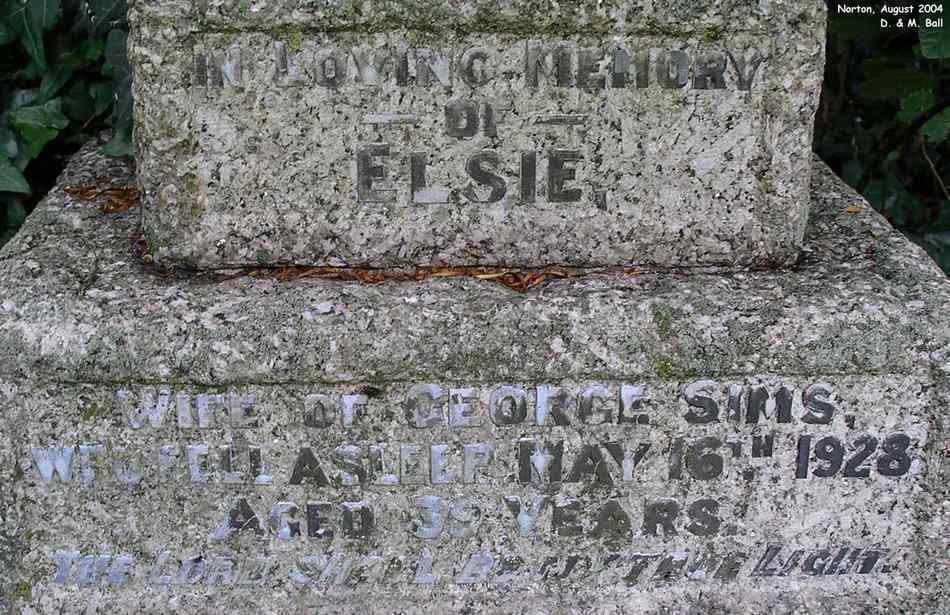 Norton, August 2004
D. & M. Ball
IN LOVING MEMORY
— OF —
ELSIE,
WIFE OF GEORGE SIMS,
WHO FELL ASLEEP MAY 16TH 1928
AGED 39 YEARS.
THE LORD SHALL BE THINE LIGHT.